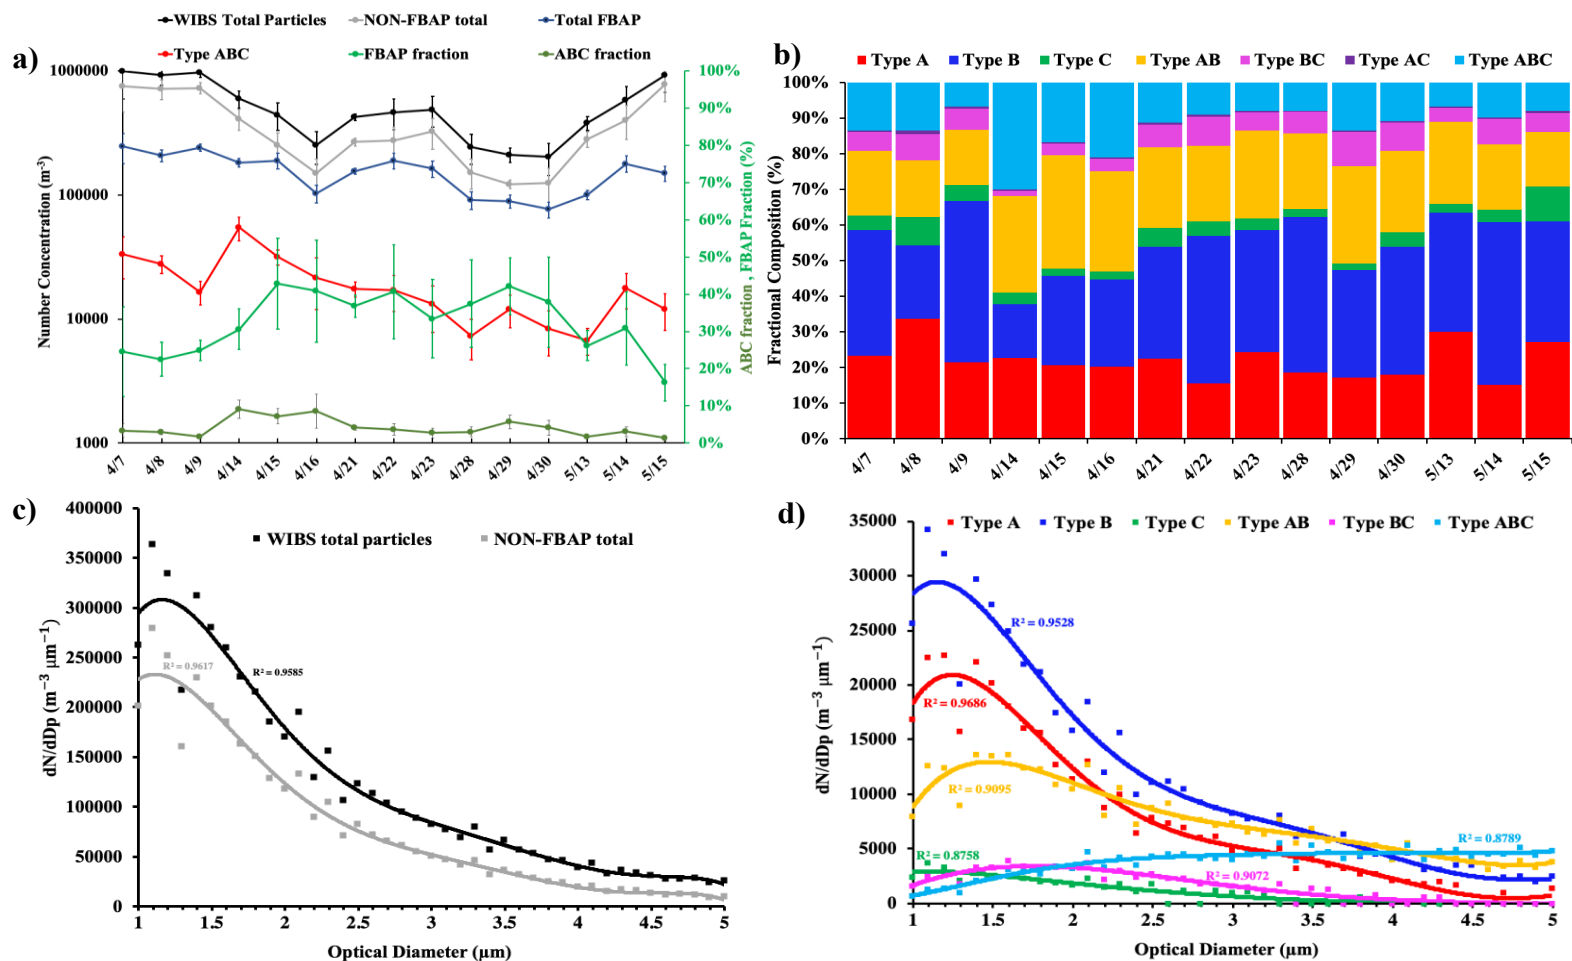 a)
WIBS Total Particles NON-FBAP total Total FBAP
Type ABC FBAP fraction ABC fraction
Number Concentration (m⁻³)
1000000
100000
10000
1000
100%
90%
80%
70%
60%
50%
40%
30%
20%
10%
0%
ABC fraction , FBAP Fraction (%)
4/7 4/8 4/9 4/14 4/15 4/16 4/21 4/22 4/23 4/28 4/29 4/30 5/13 5/14 5/15
b)
Type A Type B Type C Type AB Type BC Type AC Type ABC
Fractional Composition (%)
100%
90%
80%
70%
60%
50%
40%
30%
20%
10%
0%
4/7 4/8 4/9 4/14 4/15 4/16 4/21 4/22 4/23 4/28 4/29 4/30 5/13 5/14 5/15
c)
WIBS total particles NON-FBAP total
dN/dDp (m⁻³ µm⁻¹)
400000
350000
300000
250000
200000
150000
100000
50000
0
R² = 0.9617
R² = 0.9585
1 1.5 2 2.5 3 3.5 4 4.5 5
Optical Diameter (µm)
d)
Type A Type B Type C Type AB Type BC Type ABC
dN/dDp (m⁻³ µm⁻¹)
35000
30000
25000
20000
15000
10000
5000
0
R² = 0.9528
R² = 0.9686
R² = 0.9095
R² = 0.8789
R² = 0.8758
R² = 0.9072
1 1.5 2 2.5 3 3.5 4 4.5 5
Optical Diameter (µm)